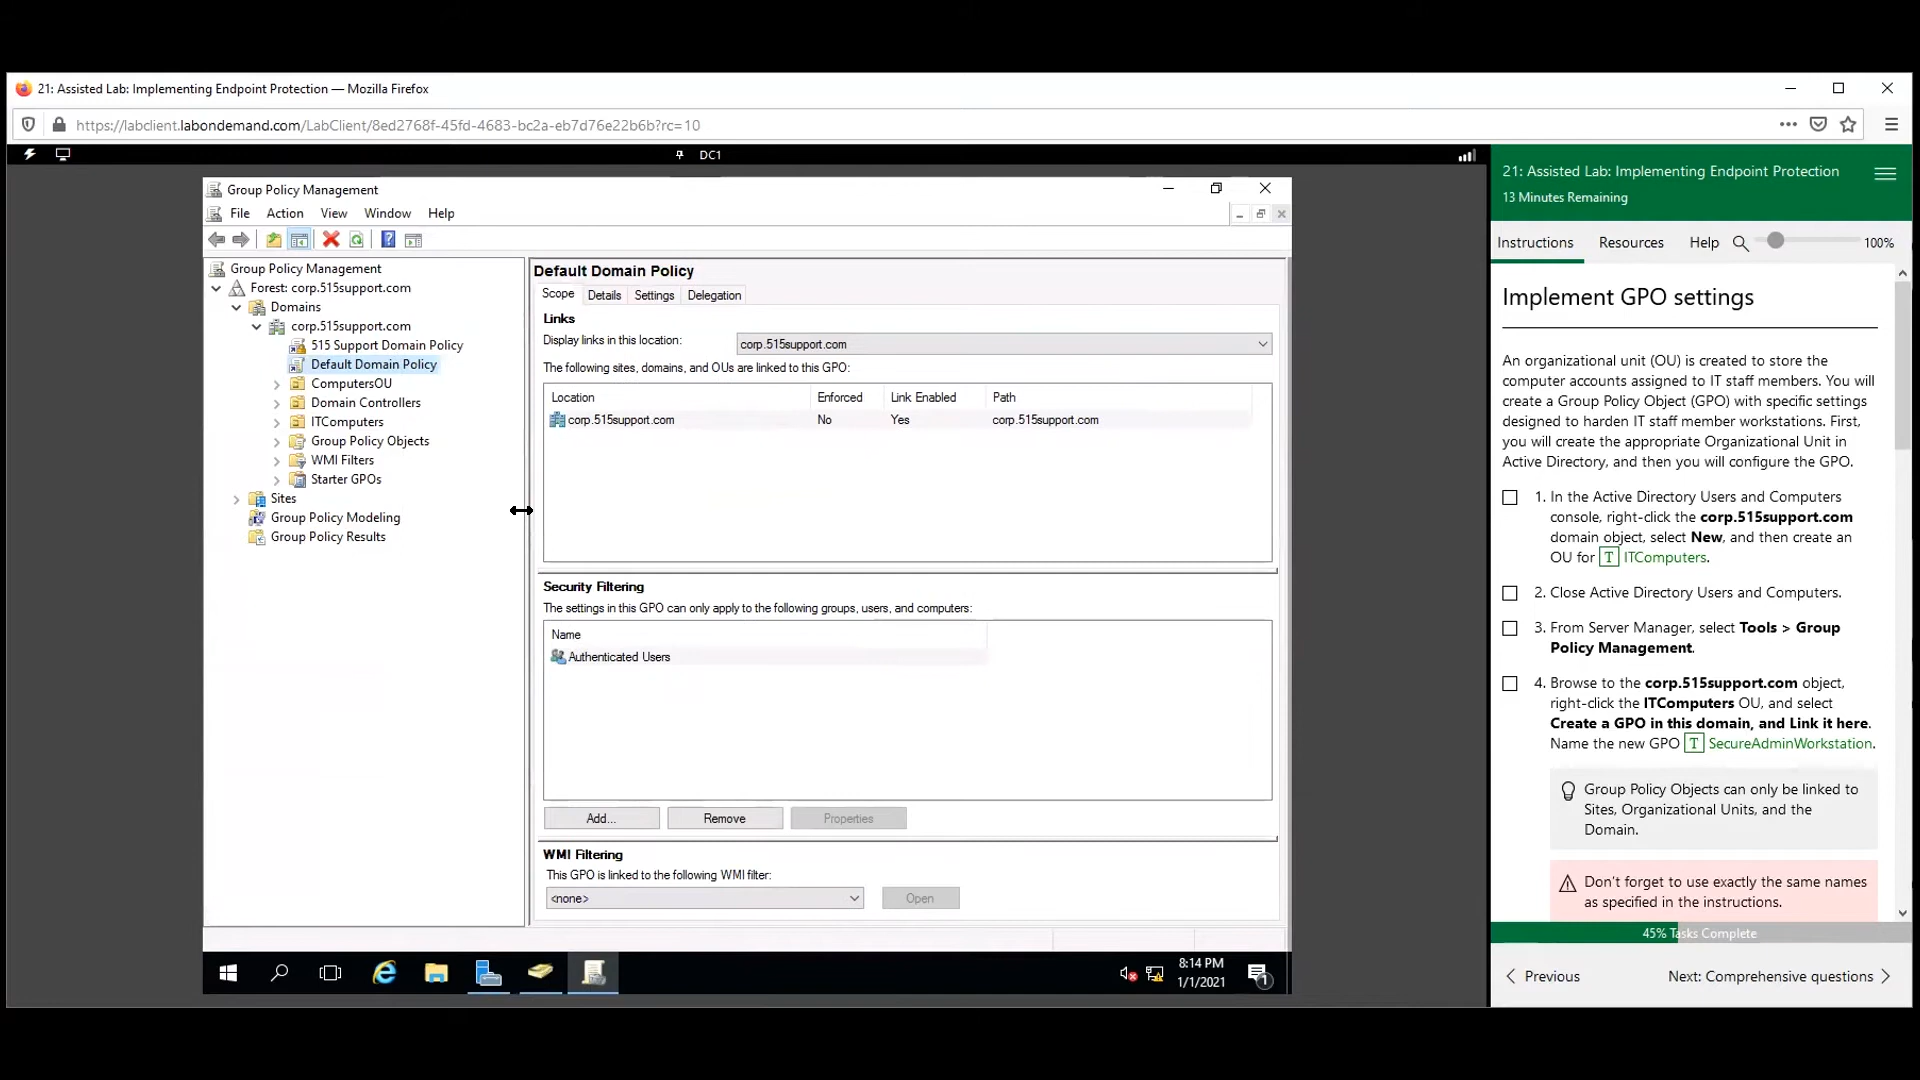 21: Assisted Lab: Implementing Endpoint Protection — Mozilla Firefox
https://labclient.labondemand.com/LabClient/8ed2768f-45fd-4683-bc2a-eb7d76e22b6b?rc=10
DC1
Group Policy Management
File Action View Window Help
Group Policy Management
Forest: corp.515support.com
Domains
corp.515support.com
515 Support Domain Policy
Default Domain Policy
ComputersOU
Domain Controllers
ITComputers
Group Policy Objects
WMI Filters
Starter GPOs
Sites
Group Policy Modeling
Group Policy Results
Default Domain Policy
Scope Details Settings Delegation
Links
Display links in this location: corp.515support.com
The following sites, domains, and OUs are linked to this GPO:
Location Enforced Link Enabled Path
corp.515support.com No Yes corp.515support.com
Security Filtering
The settings in this GPO can only apply to the following groups, users, and computers:
Name
Authenticated Users
Add... Remove Properties
WMI Filtering
This GPO is linked to the following WMI filter:
<none> Open
8:14 PM
1/1/2021
1
21: Assisted Lab: Implementing Endpoint Protection
13 Minutes Remaining
Instructions Resources Help 100%
Implement GPO settings
An organizational unit (OU) is created to store the
computer accounts assigned to IT staff members. You will
create a Group Policy Object (GPO) with specific settings
designed to harden IT staff member workstations. First,
you will create the appropriate Organizational Unit in
Active Directory, and then you will configure the GPO.
1. In the Active Directory Users and Computers
console, right-click the corp.515support.com
domain object, select New, and then create an
OU for T ITComputers.
2. Close Active Directory Users and Computers.
3. From Server Manager, select Tools > Group
Policy Management.
4. Browse to the corp.515support.com object,
right-click the ITComputers OU, and select
Create a GPO in this domain, and Link it here.
Name the new GPO T SecureAdminWorkstation.
Group Policy Objects can only be linked to
Sites, Organizational Units, and the
Domain.
Don't forget to use exactly the same names
as specified in the instructions.
45% Tasks Complete
Previous Next: Comprehensive questions